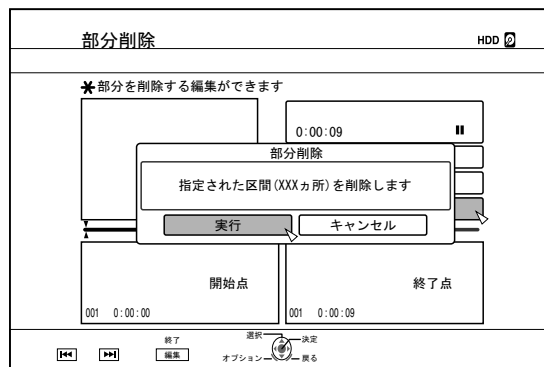 部分削除
HDD
部分を削除する編集ができます
0:00:09
部分削除
指定された区間(XXXヵ所)を削除します
実行 キャンセル
開始点
001 0:00:00
終了点
001 0:00:09
終了
編集
選択
決定
オプション
戻る